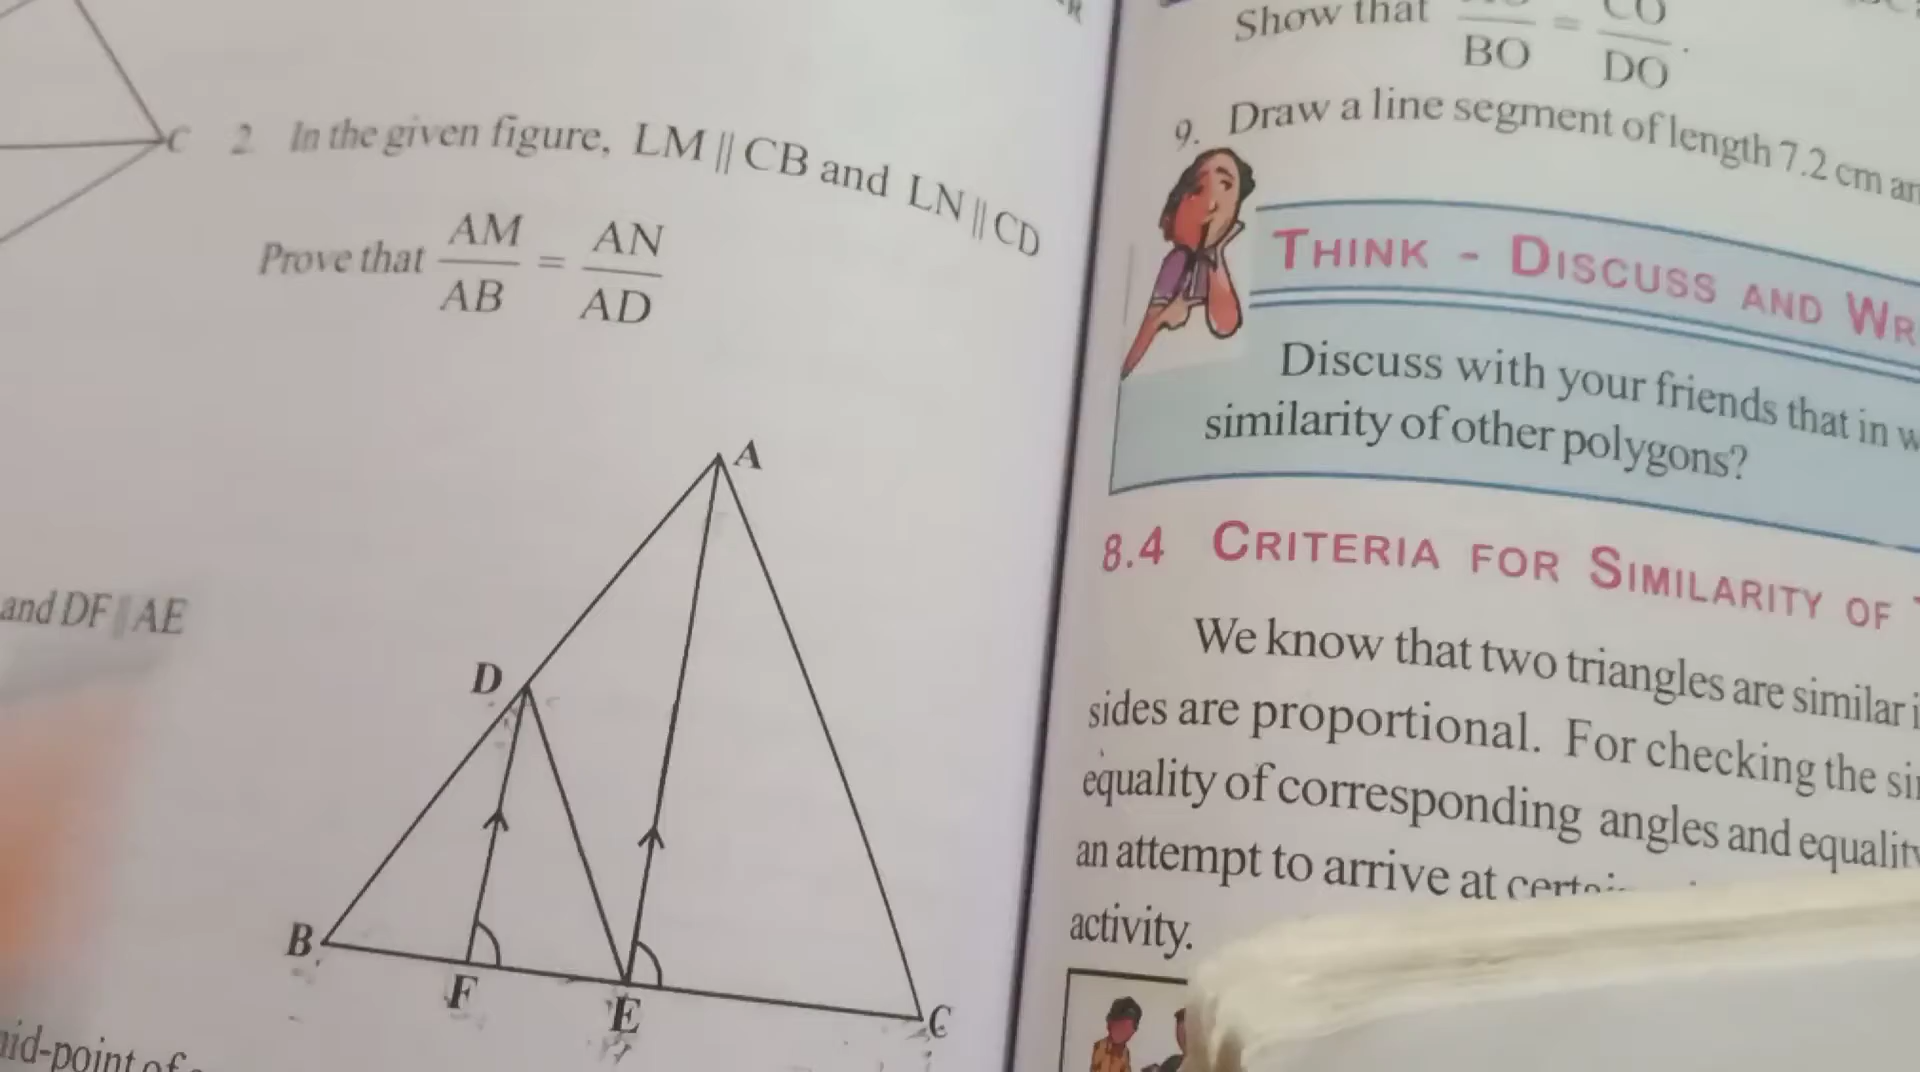 C
2. In the given figure, LM || CB and LN || CD
Prove that AM/AB = AN/AD
A
D
and DF || AE
B
F
E
C
Show that /BO = CO/DO.
9. Draw a line segment of length 7.2 cm
THINK - DISCUSS AND
Discuss with your friends that in
similarity of other polygons?
8.4 CRITERIA FOR SIMILARITY OF
We know that two triangles are similar
sides are proportional. For checking the
equality of corresponding angles and
an attempt to arrive at
activity.